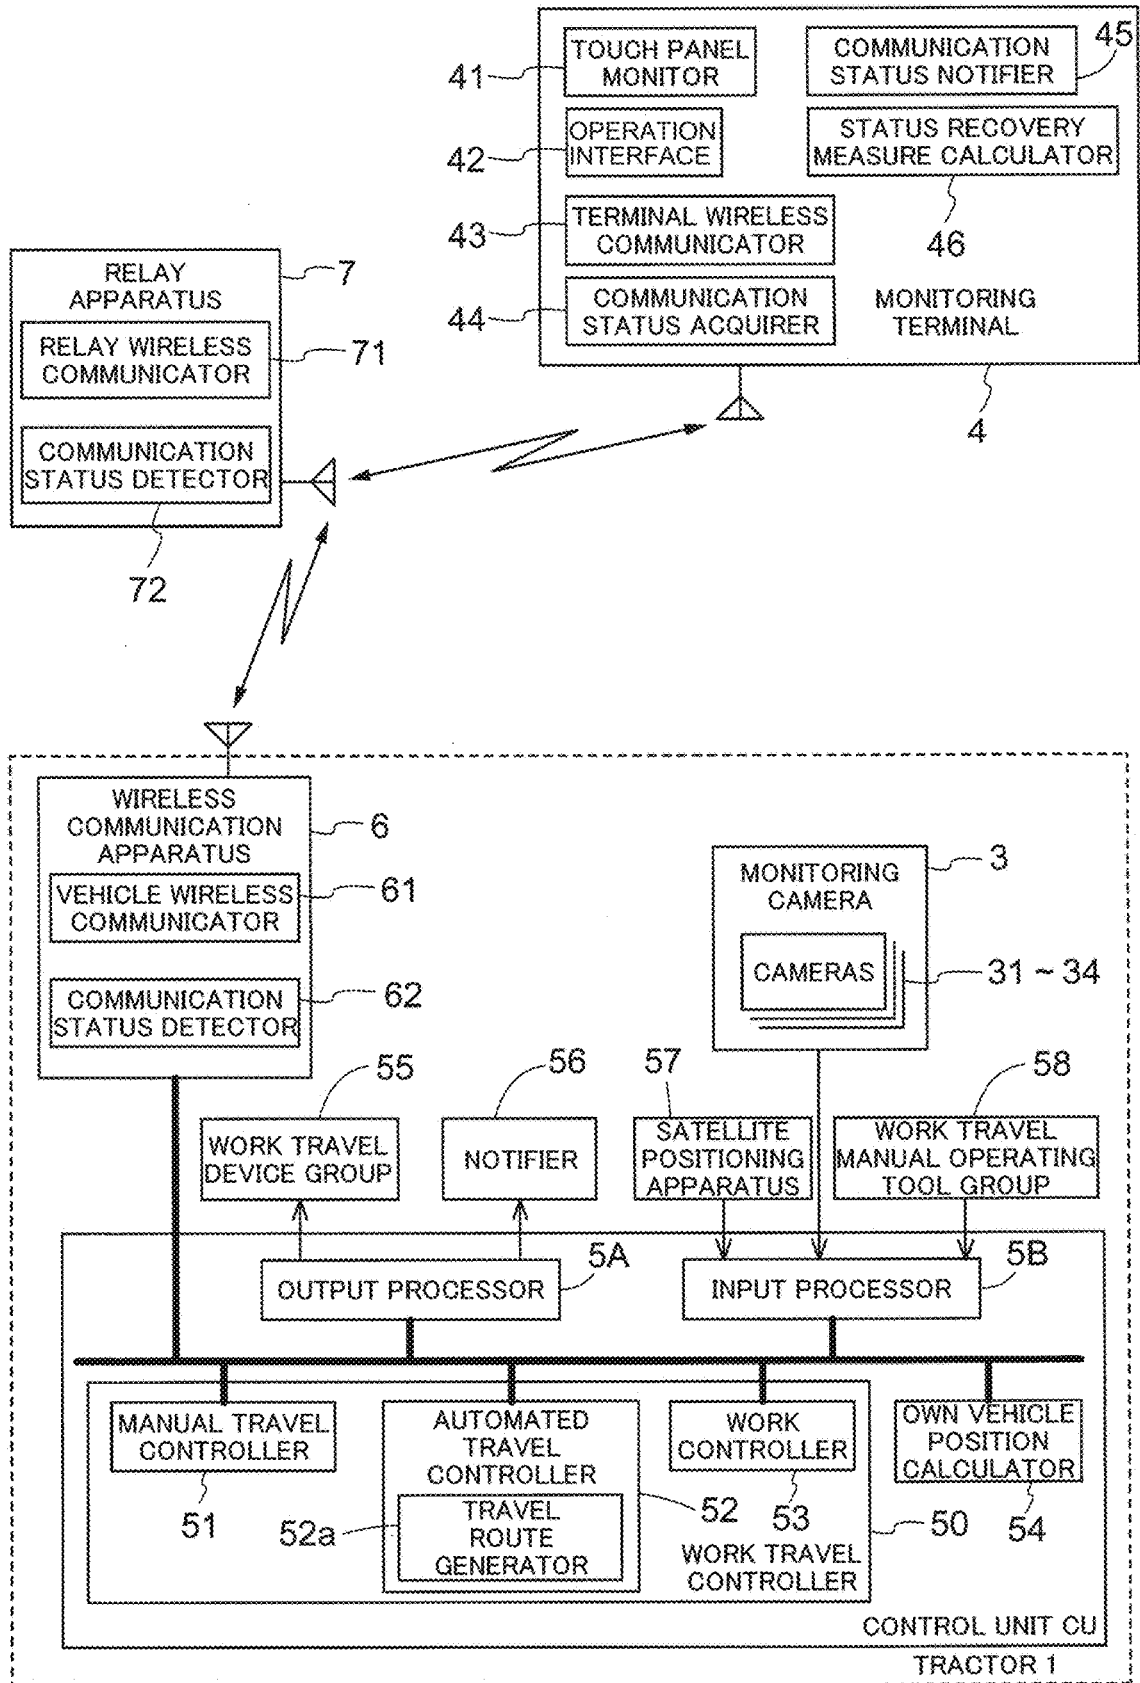 TOUCH PANEL
MONITOR
41
COMMUNICATION
STATUS NOTIFIER
45
OPERATION
INTERFACE
42
STATUS RECOVERY
MEASURE CALCULATOR
46
TERMINAL WIRELESS
COMMUNICATOR
43
COMMUNICATION
STATUS ACQUIRER
44
MONITORING
TERMINAL
4
RELAY
APPARATUS
7
RELAY WIRELESS
COMMUNICATOR
71
COMMUNICATION
STATUS DETECTOR
72
WIRELESS
COMMUNICATION
APPARATUS
6
VEHICLE WIRELESS
COMMUNICATOR
61
COMMUNICATION
STATUS DETECTOR
62
MONITORING
CAMERA
3
CAMERAS
31 ~ 34
55
WORK TRAVEL
DEVICE GROUP
56
NOTIFIER
57
SATELLITE
POSITIONING
APPARATUS
58
WORK TRAVEL
MANUAL OPERATING
TOOL GROUP
OUTPUT PROCESSOR
5A
INPUT PROCESSOR
5B
MANUAL TRAVEL
CONTROLLER
51
AUTOMATED
TRAVEL
CONTROLLER
52
TRAVEL
ROUTE
GENERATOR
52a
WORK
CONTROLLER
53
OWN VEHICLE
POSITION
CALCULATOR
54
50
WORK TRAVEL
CONTROLLER
CONTROL UNIT CU
TRACTOR 1